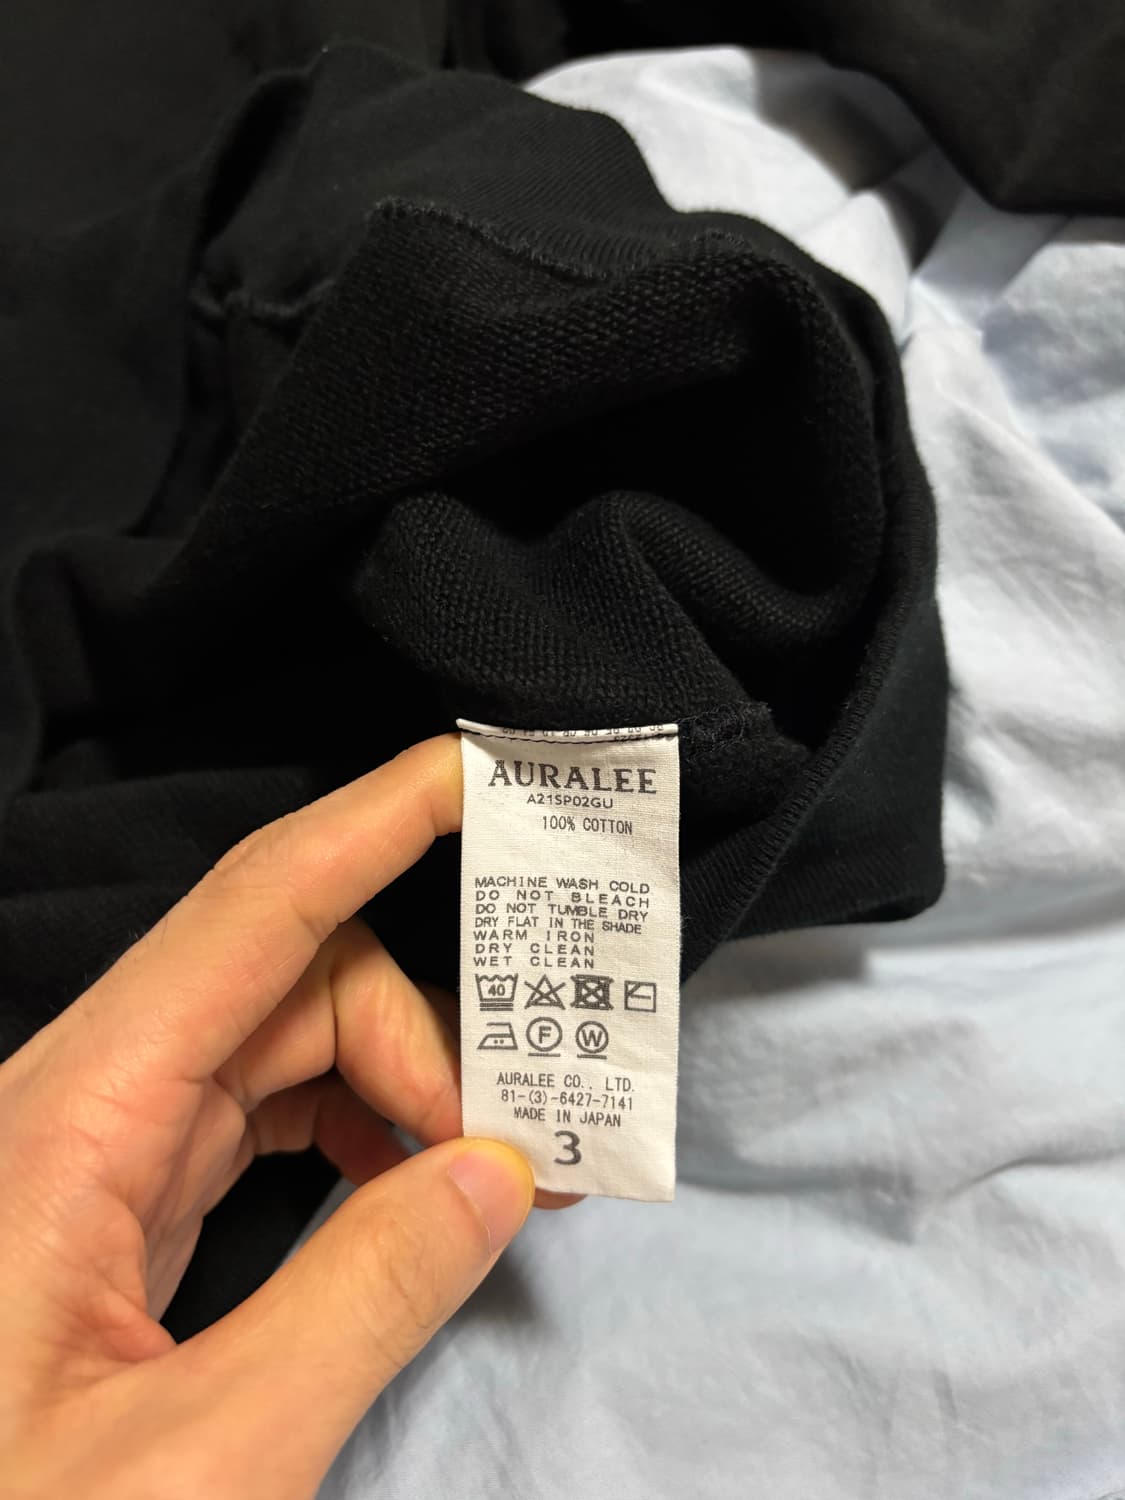 AURALEE
A21SP02GU
100% COTTON
MACHINE WASH COLD
DO NOT BLEACH
DO NOT TUMBLE DRY
DRY FLAT IN THE SHADE
WARM IRON
DRY CLEAN
WET CLEAN
40
F W
AURALEE CO., LTD.
81-(3)-6427-7141
MADE IN JAPAN
3